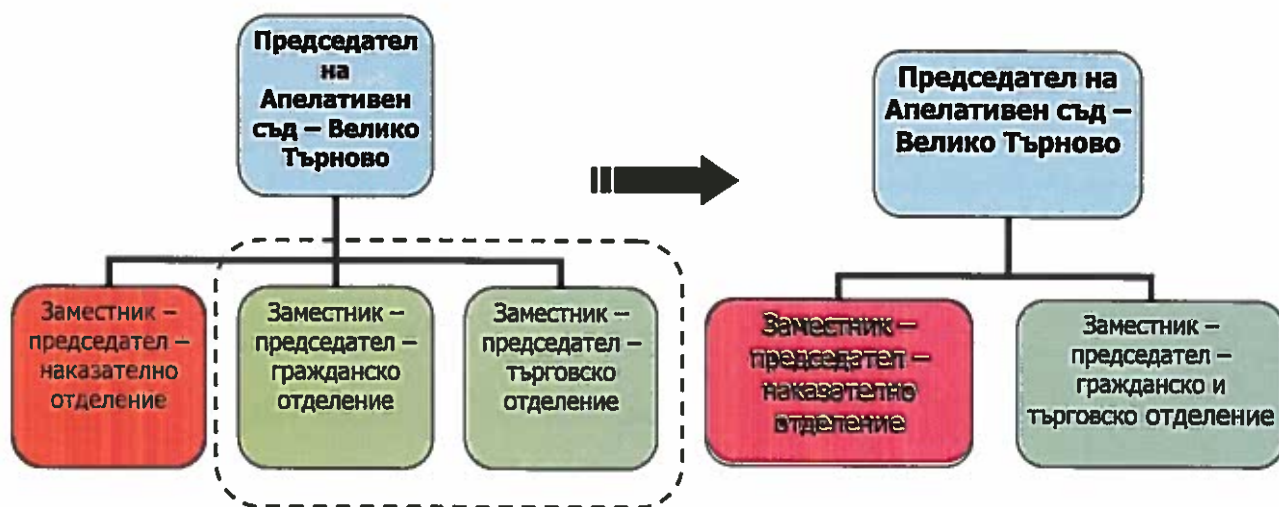 Председател
на
Апелативен
съд – Велико
Търново
Председател на
Апелативен съд –
Велико Търново
Заместник –
председател –
наказателно
отделение
Заместник –
председател –
гражданско
отделение
Заместник –
председател –
търговско
отделение
Заместник –
председател –
наказателно
отделение
Заместник –
председател –
гражданско и
търговско отделение